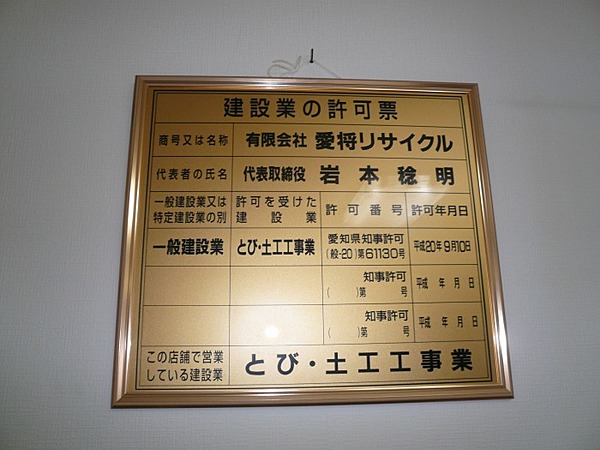 建設業の許可票
商号又は名称 有限会社 愛将リサイクル
代表者の氏名 代表取締役 岩本稔明
一般建設業又は 許可を受けた 許可番号 許可年月日
特定建設業の別 建設業
一般建設業 とび・土工工事業 愛知県知事許可 平成20年9月10日
(般-20)第61130号
知事許可 平成 年 月 日
( )第 号
知事許可 平成 年 月 日
( )第 号
この店舗で営業 とび・土工工事業
している建設業